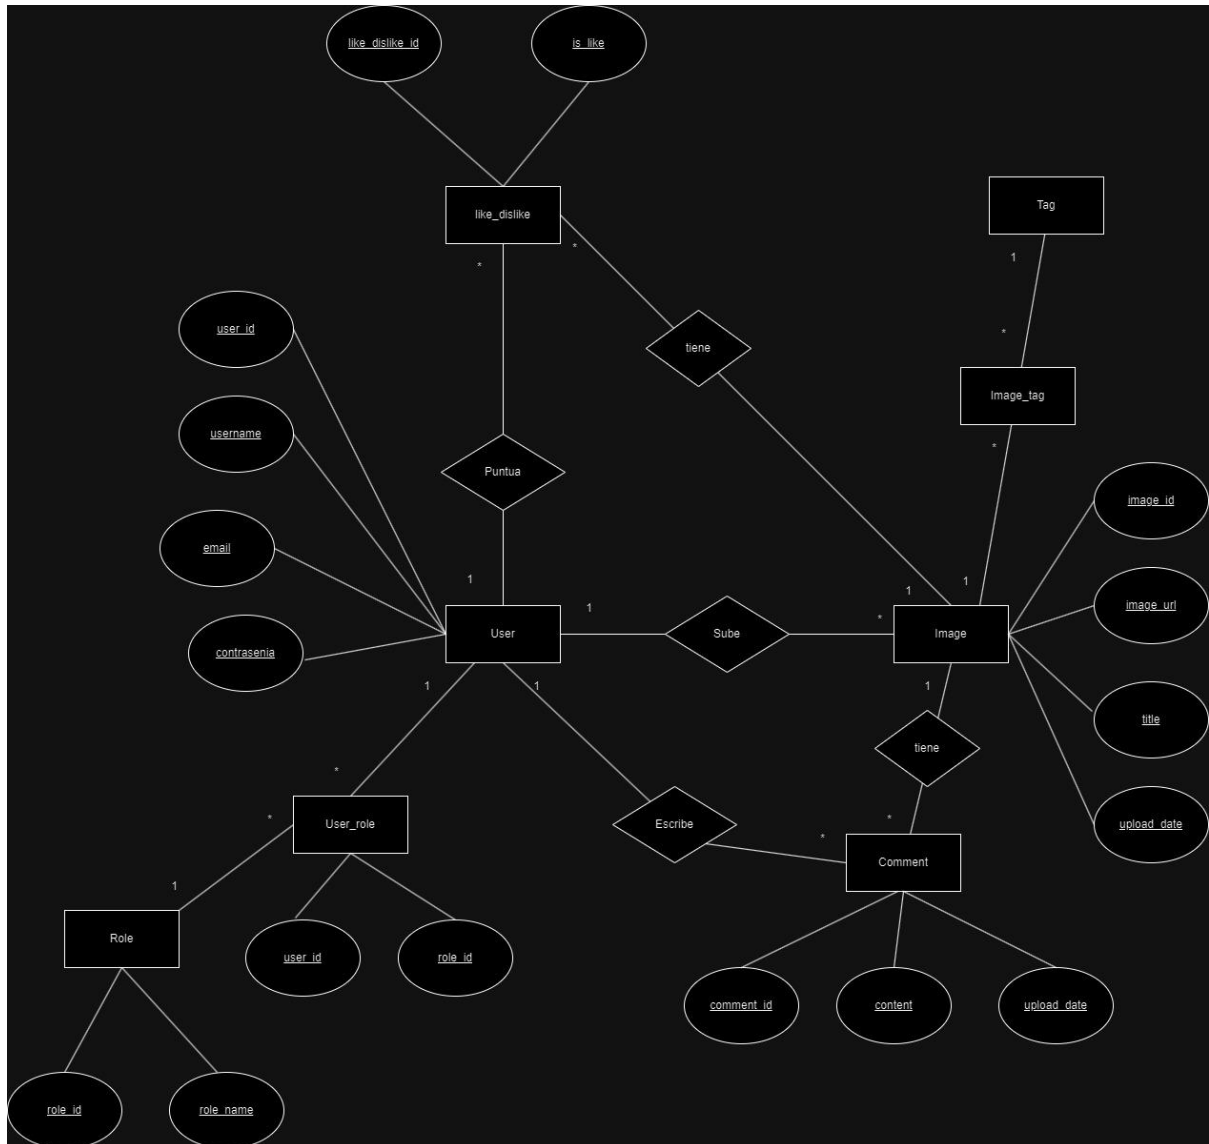 like_dislike_id
is_like
like_dislike
Tag
*
*
1
user_id
*
tiene
Image_tag
username
*
Puntua
image_id
email
1
1
1
image_url
1
*
User
Sube
Image
contrasenia
1
1
1
title
tiene
*
*
User_role
Escribe
*
*
upload_date
Comment
1
Role
user_id
role_id
comment_id
content
upload_date
role_id
role_name